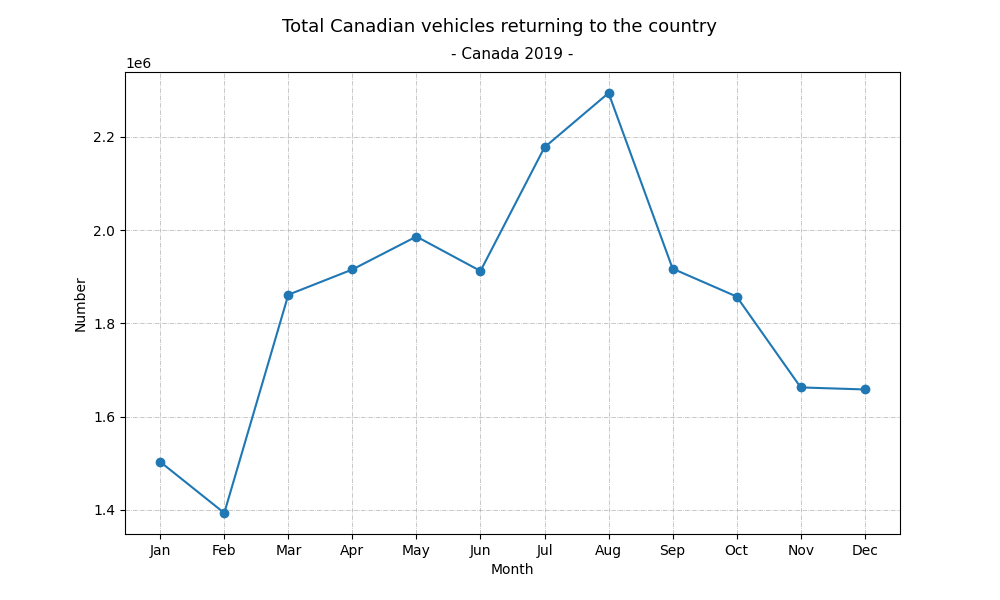 Total Canadian vehicles returning to the country
- Canada 2019 -
1e6
2.2
2.0
1.8
1.6
1.4
Number
Jan Feb Mar Apr May Jun Jul Aug Sep Oct Nov Dec
Month